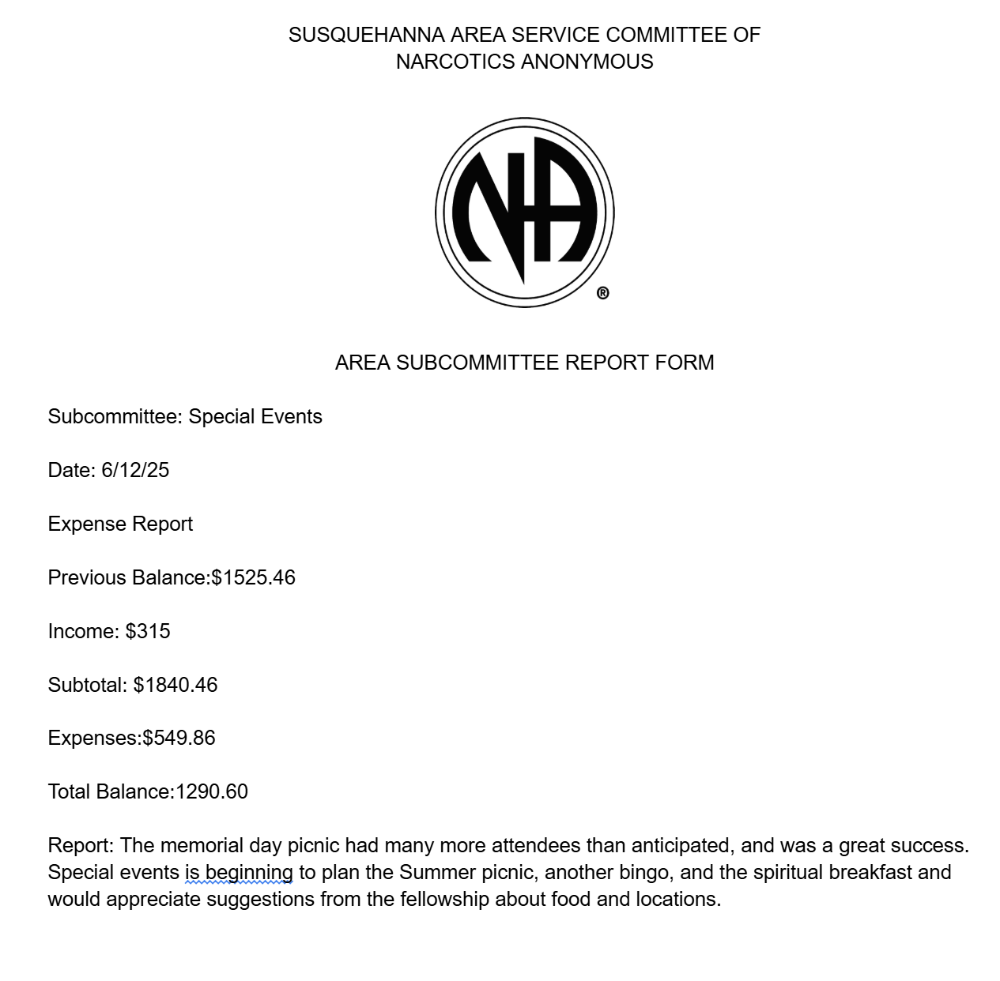 SUSQUEHANNA AREA SERVICE COMMITTEE OF
NARCOTICS ANONYMOUS
NA
®
AREA SUBCOMMITTEE REPORT FORM
Subcommittee: Special Events
Date: 6/12/25
Expense Report
Previous Balance:$1525.46
Income: $315
Subtotal: $1840.46
Expenses:$549.86
Total Balance:1290.60
Report: The memorial day picnic had many more attendees than anticipated, and was a great success.
Special events is beginning to plan the Summer picnic, another bingo, and the spiritual breakfast and
would appreciate suggestions from the fellowship about food and locations.